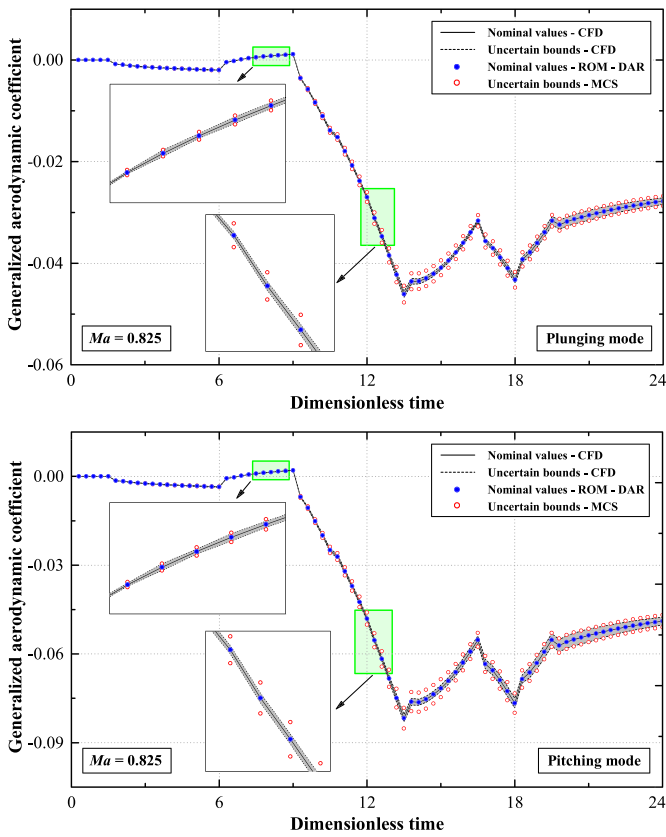 Generalized aerodynamic coefficient
0.00
-0.02
-0.04
-0.06
Nominal values - CFD
Uncertain bounds - CFD
Nominal values - ROM - DAR
Uncertain bounds - MCS
Ma = 0.825
Plunging mode
0 6 12 18 24
Dimensionless time
Generalized aerodynamic coefficient
0.00
-0.03
-0.06
-0.09
Nominal values - CFD
Uncertain bounds - CFD
Nominal values - ROM - DAR
Uncertain bounds - MCS
Ma = 0.825
Pitching mode
0 6 12 18 24
Dimensionless time